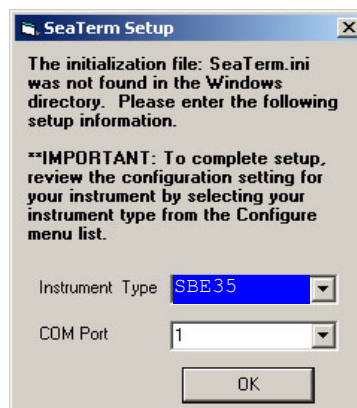 SeaTerm Setup
The initialization file: SeaTerm.ini
was not found in the Windows
directory.  Please enter the following
setup information.
**IMPORTANT: To complete setup,
review the configuration setting for
your instrument by selecting your
instrument type from the Configure
menu list.
Instrument Type SBE35
COM Port 1
OK